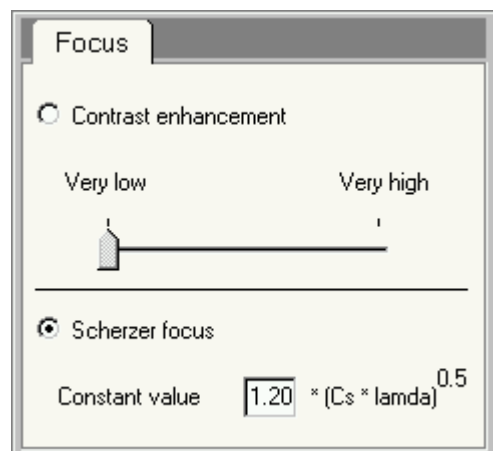 Focus
Contrast enhancement
Very low Very high
Scherzer focus
Constant value 1.20 * (Cs * lamda)^0.5